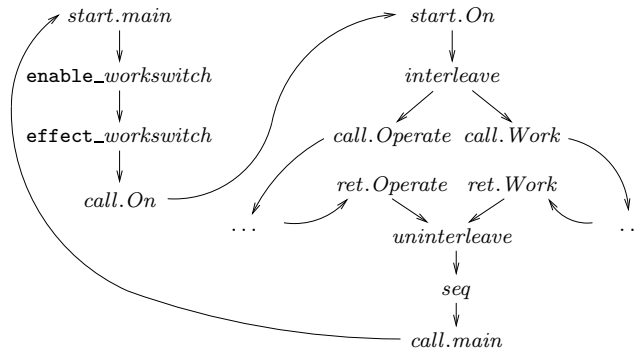 start.main
start.On
enable_workswitch
interleave
effect_workswitch
call.Operate
call.Work
call.On
ret.Operate
ret.Work
...
..
uninterleave
seq
call.main